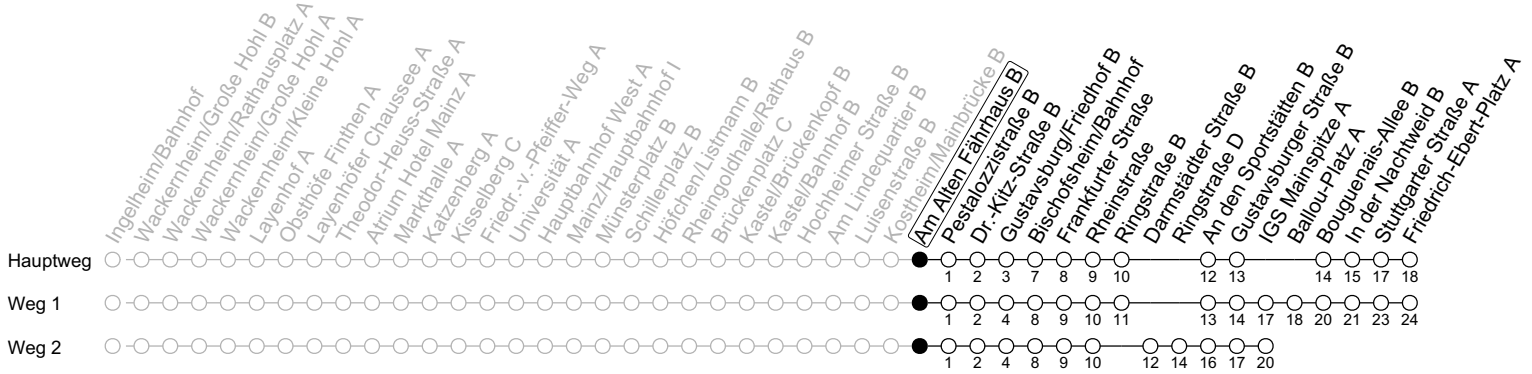 Ingelheim/Bahnhof
Wackernheim/Große Hohl B
Wackernheim/Rathausplatz A
Wackernheim/Große Hohl A
Wackernheim/Kleine Hohl A
Layenhof A
Obsthöfe Finthen A
Layenhöfer Chaussee A
Theodor-Heuss-Straße A
Atrium Hotel Mainz A
Markthalle A
Katzenberg A
Kisselberg C
Friedr.-v.-Pfeiffer-Weg A
Universität A
Hauptbahnhof West A
Mainz/Hauptbahnhof I
Münsterplatz B
Schillerplatz B
Höfchen/Listmann B
Rheingoldhalle/Rathaus B
Brückenplatz C
Kastel/Brückenkopf B
Kastel/Bahnhof B
Hochheimer Straße B
Am Lindequartier B
Luisenstraße B
Kostheim/Mainbrücke B
Am Alten Fährhaus B
Pestalozzistraße B
Dr.-Kitz-Straße B
Gustavsburg/Friedhof B
Bischofsheim/Bahnhof
Frankfurter Straße
Rheinstraße
Ringstraße B
Darmstädter Straße B
Ringstraße D
An den Sportstätten B
Gustavsburger Straße B
IGS Mainspitze A
Ballou-Platz A
Bouguenais-Allee B
In der Nachtweid B
Stuttgarter Straße A
Friedrich-Ebert-Platz A
Hauptweg
1 2 3 7 8 9 10 12 13 14 15 17 18
Weg 1
1 2 4 8 9 10 11 13 14 17 18 20 21 23 24
Weg 2
1 2 4 8 9 10 12 14 16 17 20